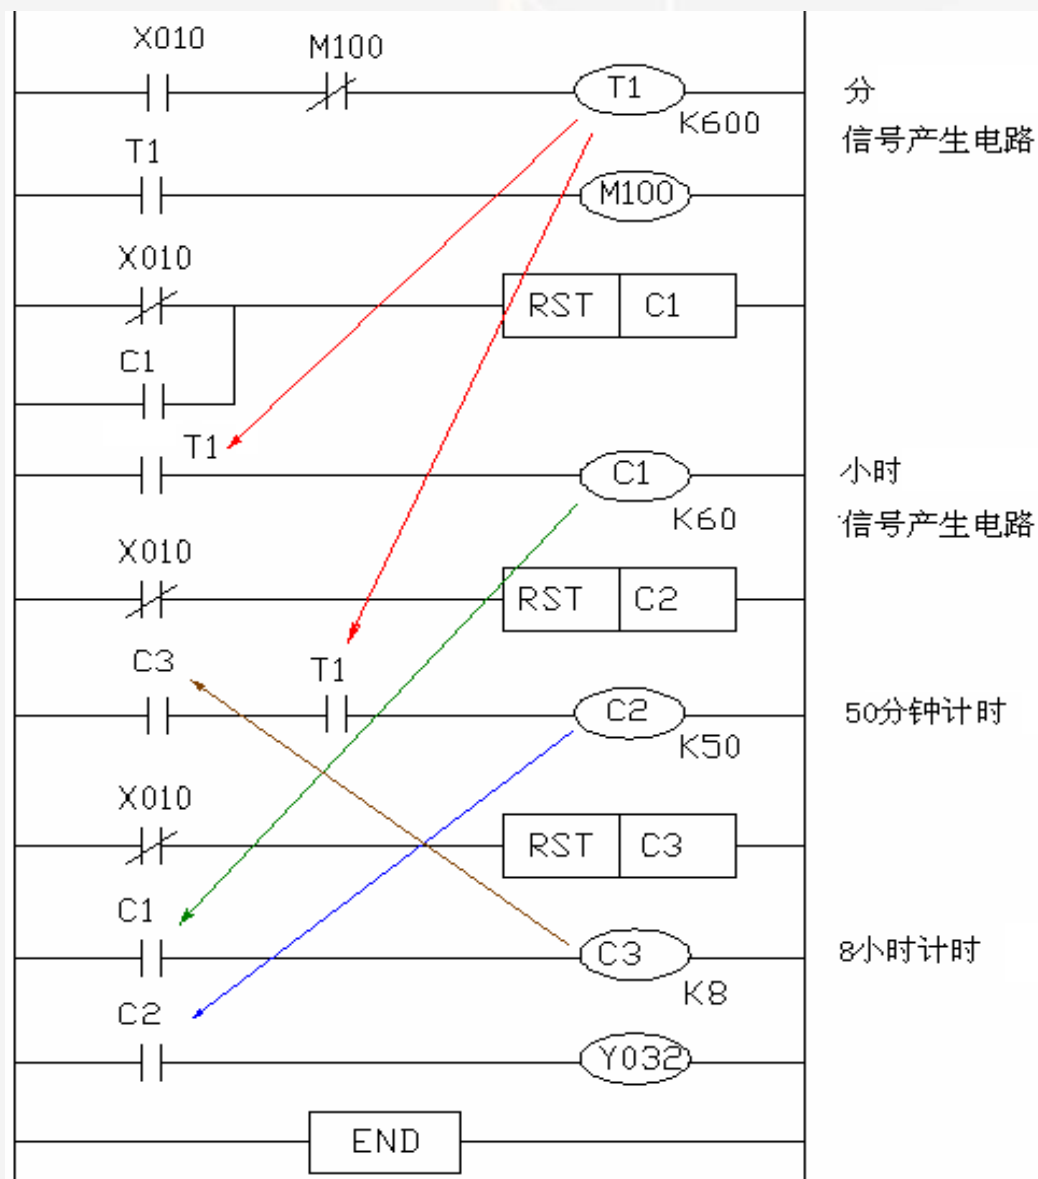 X010 M100
T1 分
K600 信号产生电路
T1
M100
X010
RST C1
C1
T1
C1 小时
K60 信号产生电路
X010
RST C2
C3 T1
C2 50分钟计时
K50
X010
RST C3
C1
C3 8小时计时
K8
C2
Y032
END